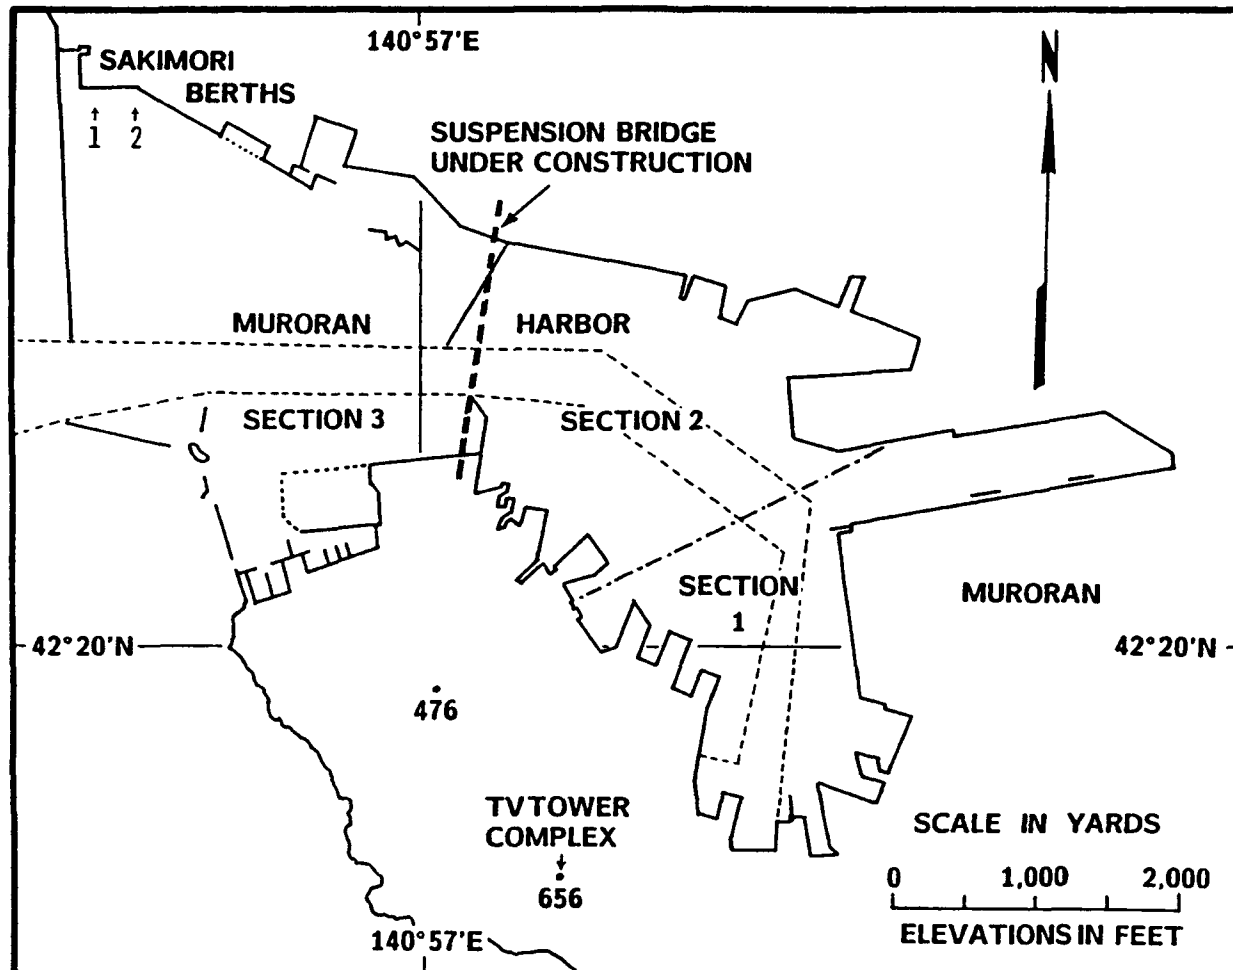 140°57'E
N
SAKIMORI
BERTHS
1 2
SUSPENSION BRIDGE
UNDER CONSTRUCTION
MURORAN HARBOR
SECTION 3
SECTION 2
SECTION
1
MURORAN
42°20'N
42°20'N
476
TV TOWER
COMPLEX
656
SCALE IN YARDS
0 1,000 2,000
ELEVATIONS IN FEET
140°57'E